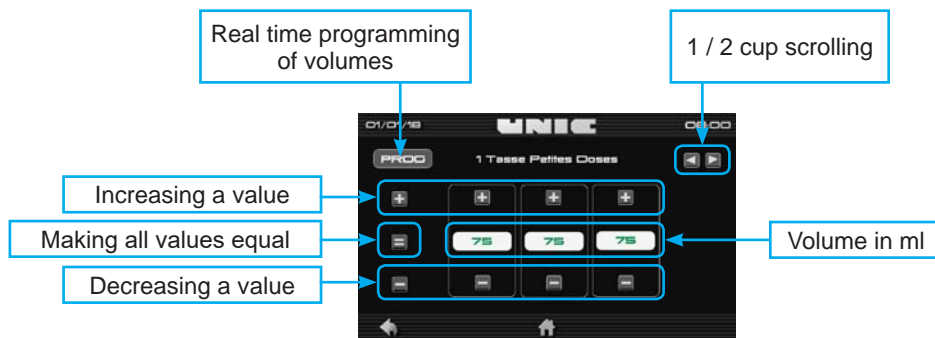 Real time programming
of volumes
1 / 2 cup scrolling
01/01/18
UNIC
08:00
PROG
1 Tasse Petites Doses
Increasing a value
+ + + +
Making all values equal
= 75 75 75
Volume in ml
Decreasing a value
- - - -